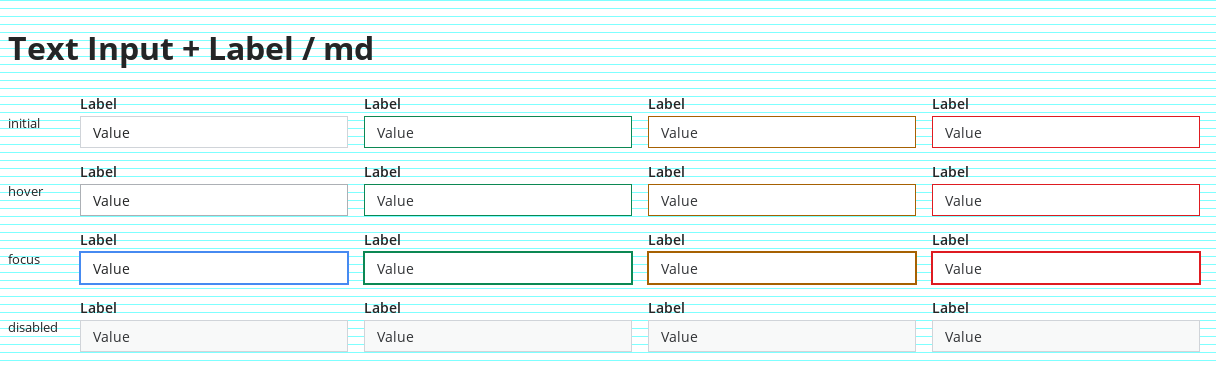 Text Input + Label / md
Label Label Label Label
initial Value Value Value Value
Label Label Label Label
hover Value Value Value Value
Label Label Label Label
focus Value Value Value Value
Label Label Label Label
disabled Value Value Value Value